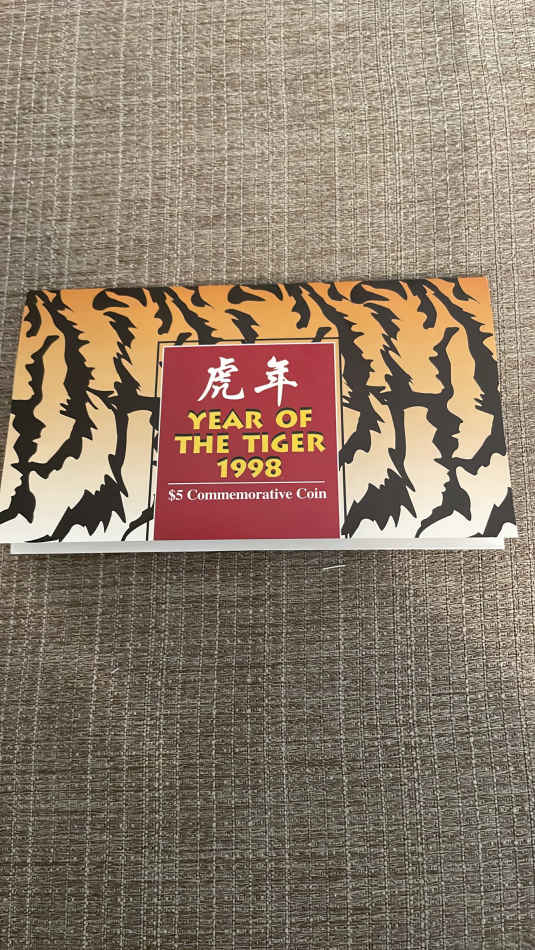 虎年
YEAR OF
THE TIGER
1998
$5 Commemorative Coin